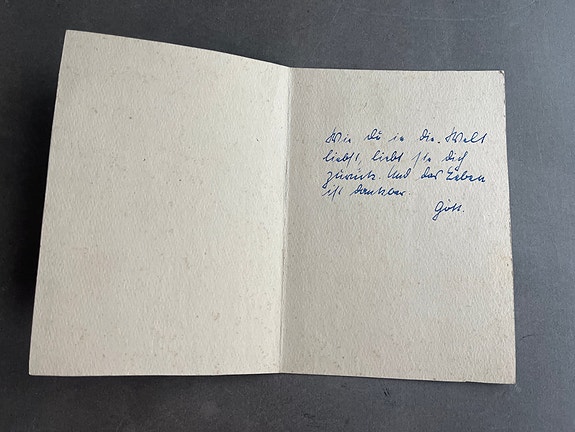 Wie Du in die Welt
liebst, liebt sie Dich
zurück. Und das Leben
ist dankbar.
Gott.